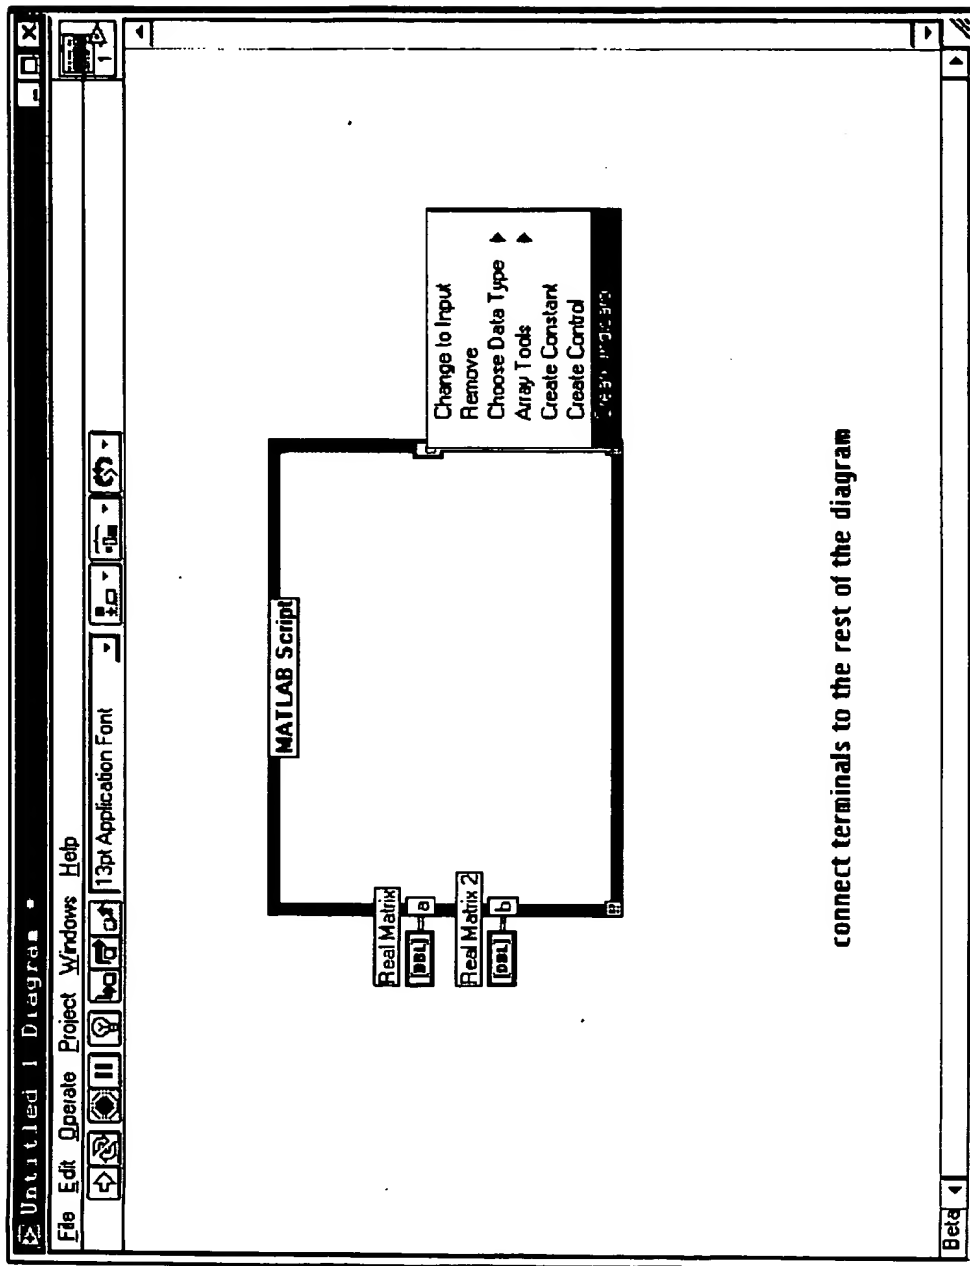 Untitled 1 Diagram *
File Edit Operate Project Windows Help
13pt Application Font
1
MATLAB Script
Real Matrix
[DBL] a
Real Matrix 2
[DBL] b
Change to Input
Remove
Choose Data Type
Array Tools
Create Constant
Create Control
connect terminals to the rest of the diagram
Beta